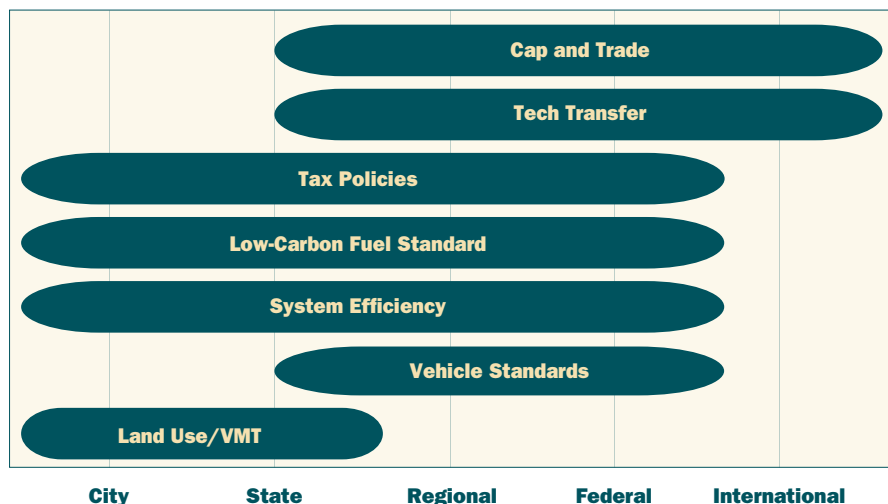 Cap and Trade
Tech Transfer
Tax Policies
Low-Carbon Fuel Standard
System Efficiency
Vehicle Standards
Land Use/VMT
City State Regional Federal International